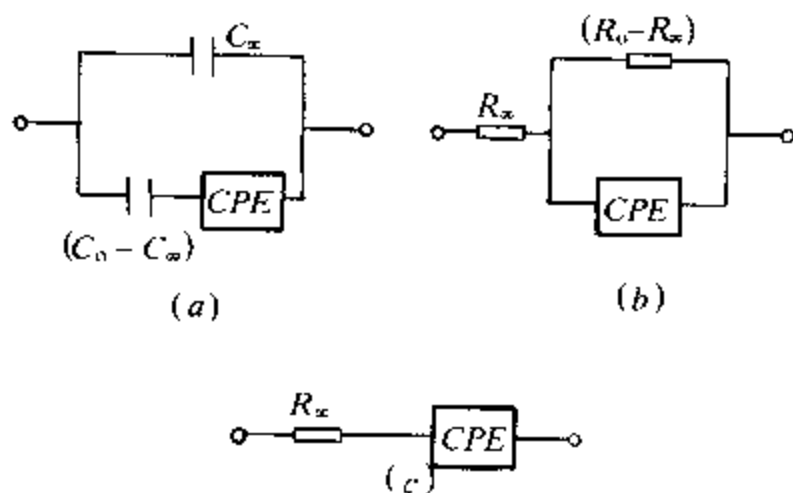 C∞
(R₀–R∞)
R∞
CPE
CPE
(C₀ – C∞)
(a)
(b)
R∞
CPE
(c)